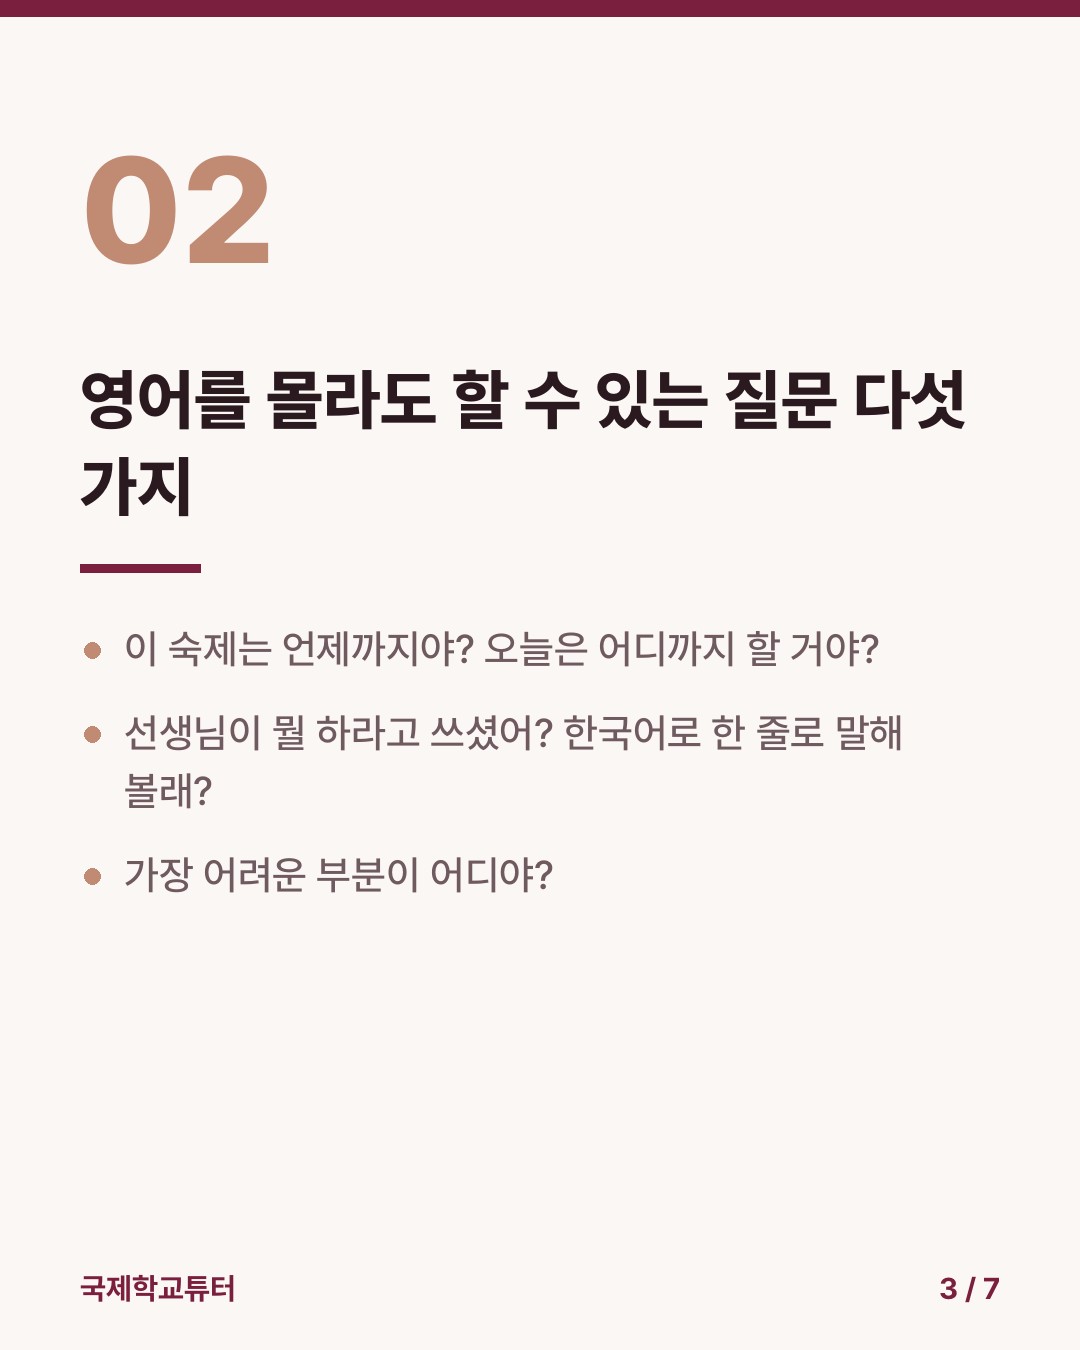 02
영어를 몰라도 할 수 있는 질문 다섯
가지
이 숙제는 언제까지야? 오늘은 어디까지 할 거야?
선생님이 뭘 하라고 쓰셨어? 한국어로 한 줄로 말해
볼래?
가장 어려운 부분이 어디야?
국제학교튜터
3 / 7